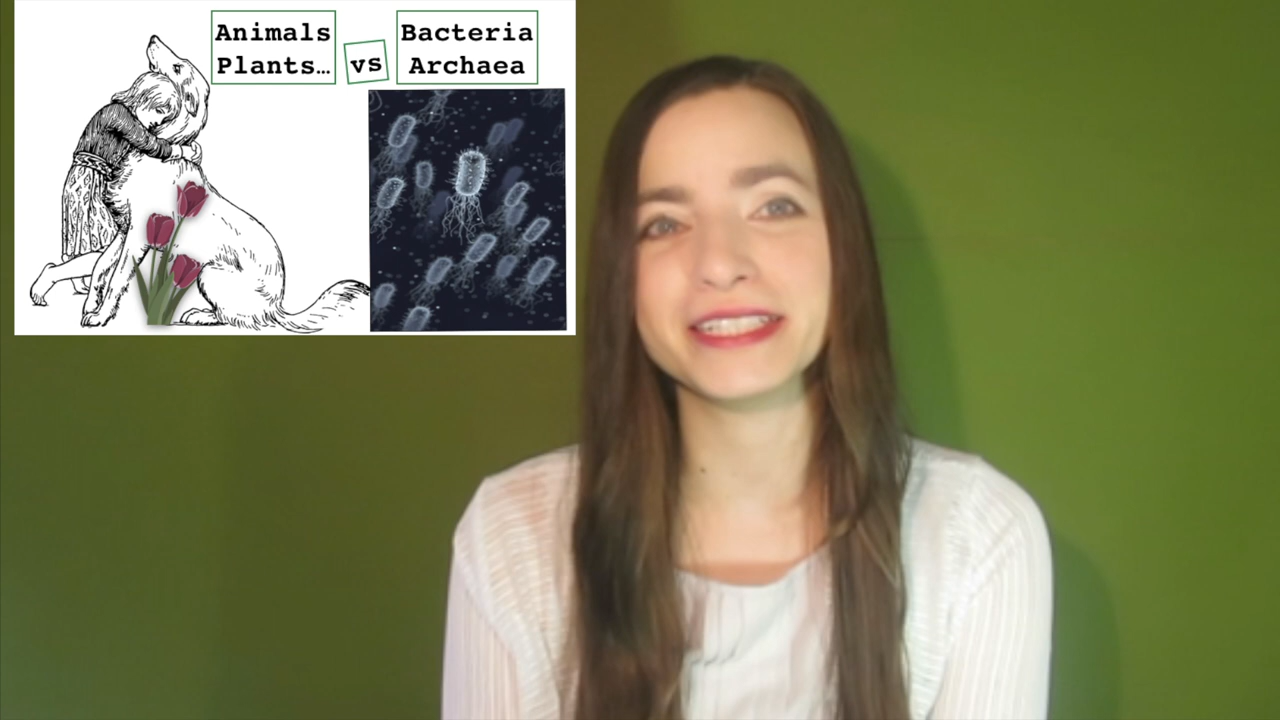 Animals
Plants…
vs
Bacteria
Archaea